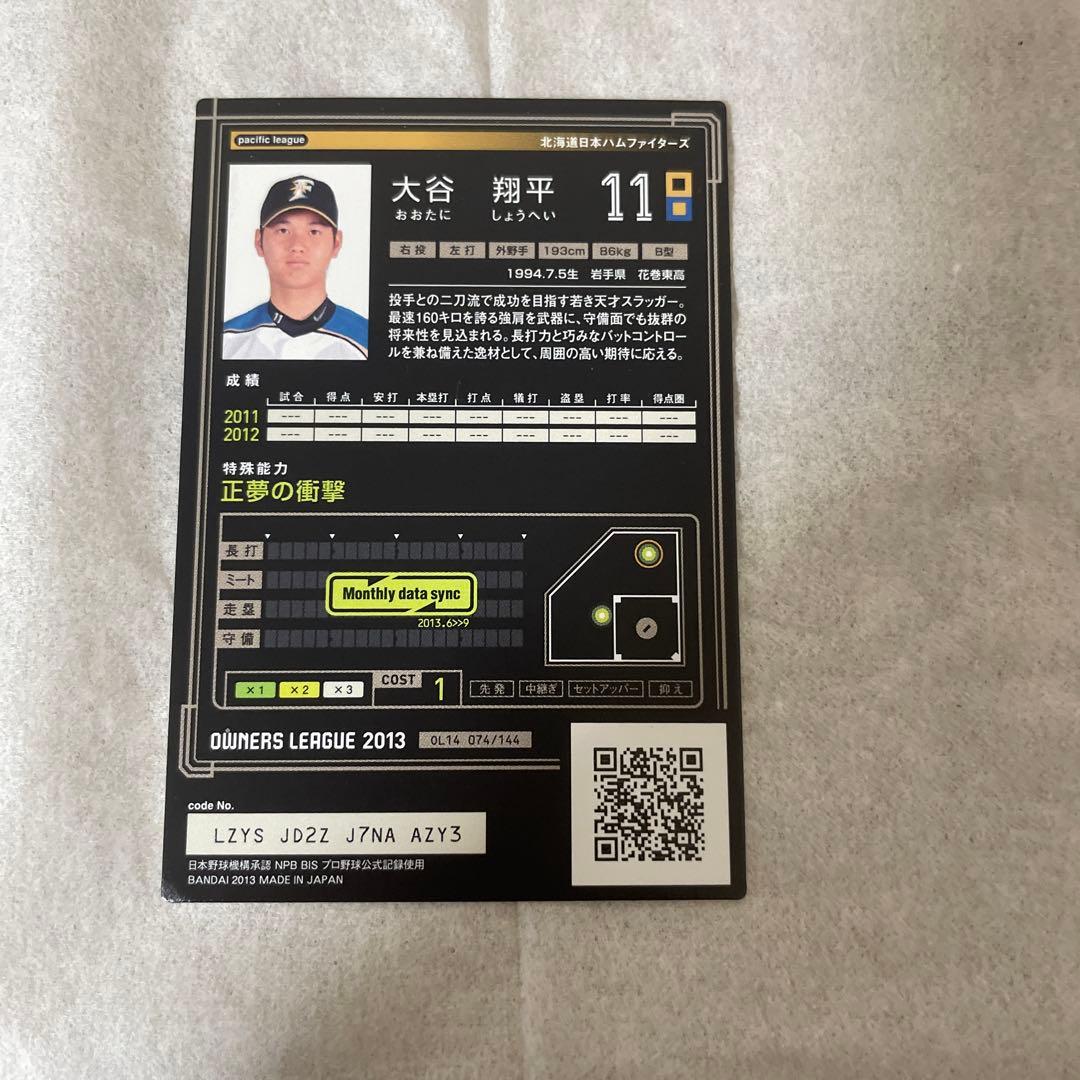 pacific league
北海道日本ハムファイターズ
大谷 翔平 11
おおたに しょうへい
右投 左打 外野手 193cm 86kg B型
1994.7.5生 岩手県 花巻東高
投手との二刀流で成功を目指す若き天才スラッガー。
最速160キロを誇る強肩を武器に、守備面でも抜群の
将来性を見込まれる。長打力と巧みなバットコントロー
ルを兼ね備えた逸材として、周囲の高い期待に応える。
成績
試合 得点 安打 本塁打 打点 犠打 盗塁 打率 得点圏
2011 --- --- --- --- --- --- --- --- ---
2012 --- --- --- --- --- --- --- --- ---
特殊能力
正夢の衝撃
長打
ミート
走塁
守備
Monthly data sync
2013.6>>9
×1 ×2 ×3 COST 1 先発 中継ぎ セットアッパー 抑え
OWNERS LEAGUE 2013 OL14 074/144
code No.
LZYS JD2Z J7NA AZY3
日本野球機構承認 NPB BIS プロ野球公式記録使用
BANDAI 2013 MADE IN JAPAN